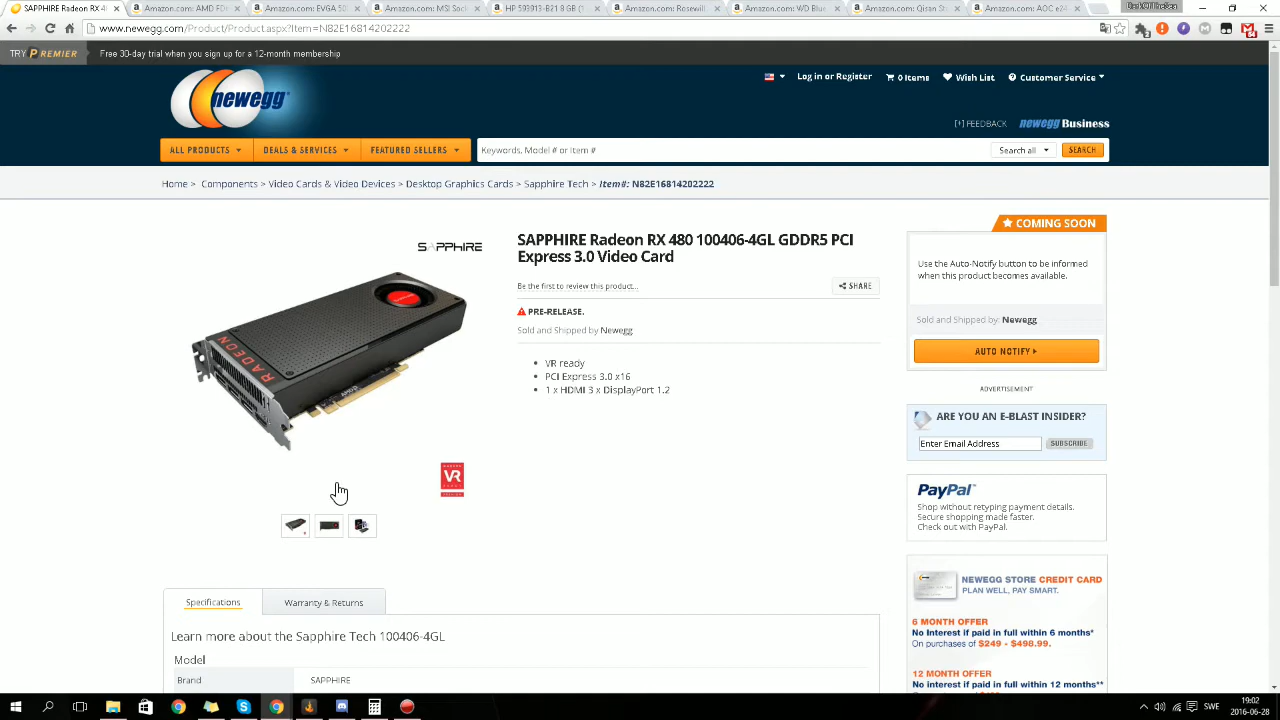 SAPPHIRE Radeon RX 480
Amazon.com: AMD FD
Amazon.com: EVGA 50
Amazon.com: MSI Sock
HP 593913-B21 8 GB (1
Amazon.com: Rosewil
Amazon.com: WD Blue
Amazon.com: Qisan St
Amazon.com: AOC e24
www.newegg.com/Product/Product.aspx?Item=N82E16814202222
TRY PREMIER
Free 30-day trial when you sign up for a 12-month membership
newegg
Log in or Register
0 Items
Wish List
Customer Service
[+] FEEDBACK
newegg Business
ALL PRODUCTS
DEALS & SERVICES
FEATURED SELLERS
Keywords, Model # or Item #
Search all
SEARCH
Home > Components > Video Cards & Video Devices > Desktop Graphics Cards > Sapphire Tech > Item#: N82E16814202222
SAPPHIRE
RADEON
VR
SAPPHIRE Radeon RX 480 100406-4GL GDDR5 PCI
Express 3.0 Video Card
Be the first to review this product...
SHARE
PRE-RELEASE.
Sold and Shipped by Newegg
VR ready
PCI Express 3.0 x16
1 x HDMI 3 x DisplayPort 1.2
COMING SOON
Use the Auto-Notify button to be informed
when this product becomes available.
Sold and Shipped by: Newegg
AUTO NOTIFY
ADVERTISEMENT
ARE YOU AN E-BLAST INSIDER?
Enter Email Address
SUBSCRIBE
PayPal
Shop without retyping payment details.
Secure shopping made faster.
Check out with PayPal.
NEWEGG STORE CREDIT CARD
PLAN WELL, PAY SMART.
6 MONTH OFFER
No Interest if paid in full within 6 months*
On purchases of $249 - $498.99.
12 MONTH OFFER
No interest if paid in full within 12 months**
Specifications
Warranty & Returns
Learn more about the Sapphire Tech 100406-4GL
Model
Brand
SAPPHIRE
SWE
19:02
2016-06-28